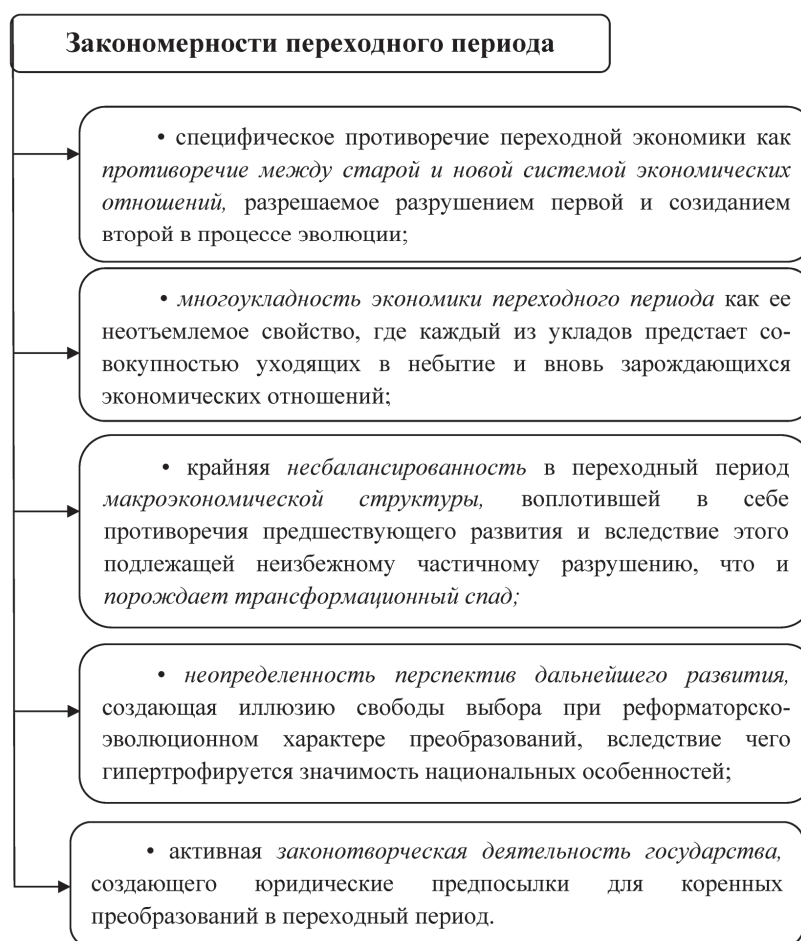 Закономерности переходного периода
• специфическое противоречие переходной экономики как
противоречие между старой и новой системой экономических
отношений, разрешаемое разрушением первой и созиданием
второй в процессе эволюции;
• многоукладность экономики переходного периода как ее
неотъемлемое свойство, где каждый из укладов предстает со-
вокупностью уходящих в небытие и вновь зарождающихся
экономических отношений;
• крайняя несбалансированность в переходный период
макроэкономической структуры, воплотившей в себе
противоречия предшествующего развития и вследствие этого
подлежащей неизбежному частичному разрушению, что и
порождает трансформационный спад;
• неопределенность перспектив дальнейшего развития,
создающая иллюзию свободы выбора при реформаторско-
эволюционном характере преобразований, вследствие чего
гипертрофируется значимость национальных особенностей;
• активная законотворческая деятельность государства,
создающего юридические предпосылки для коренных
преобразований в переходный период.